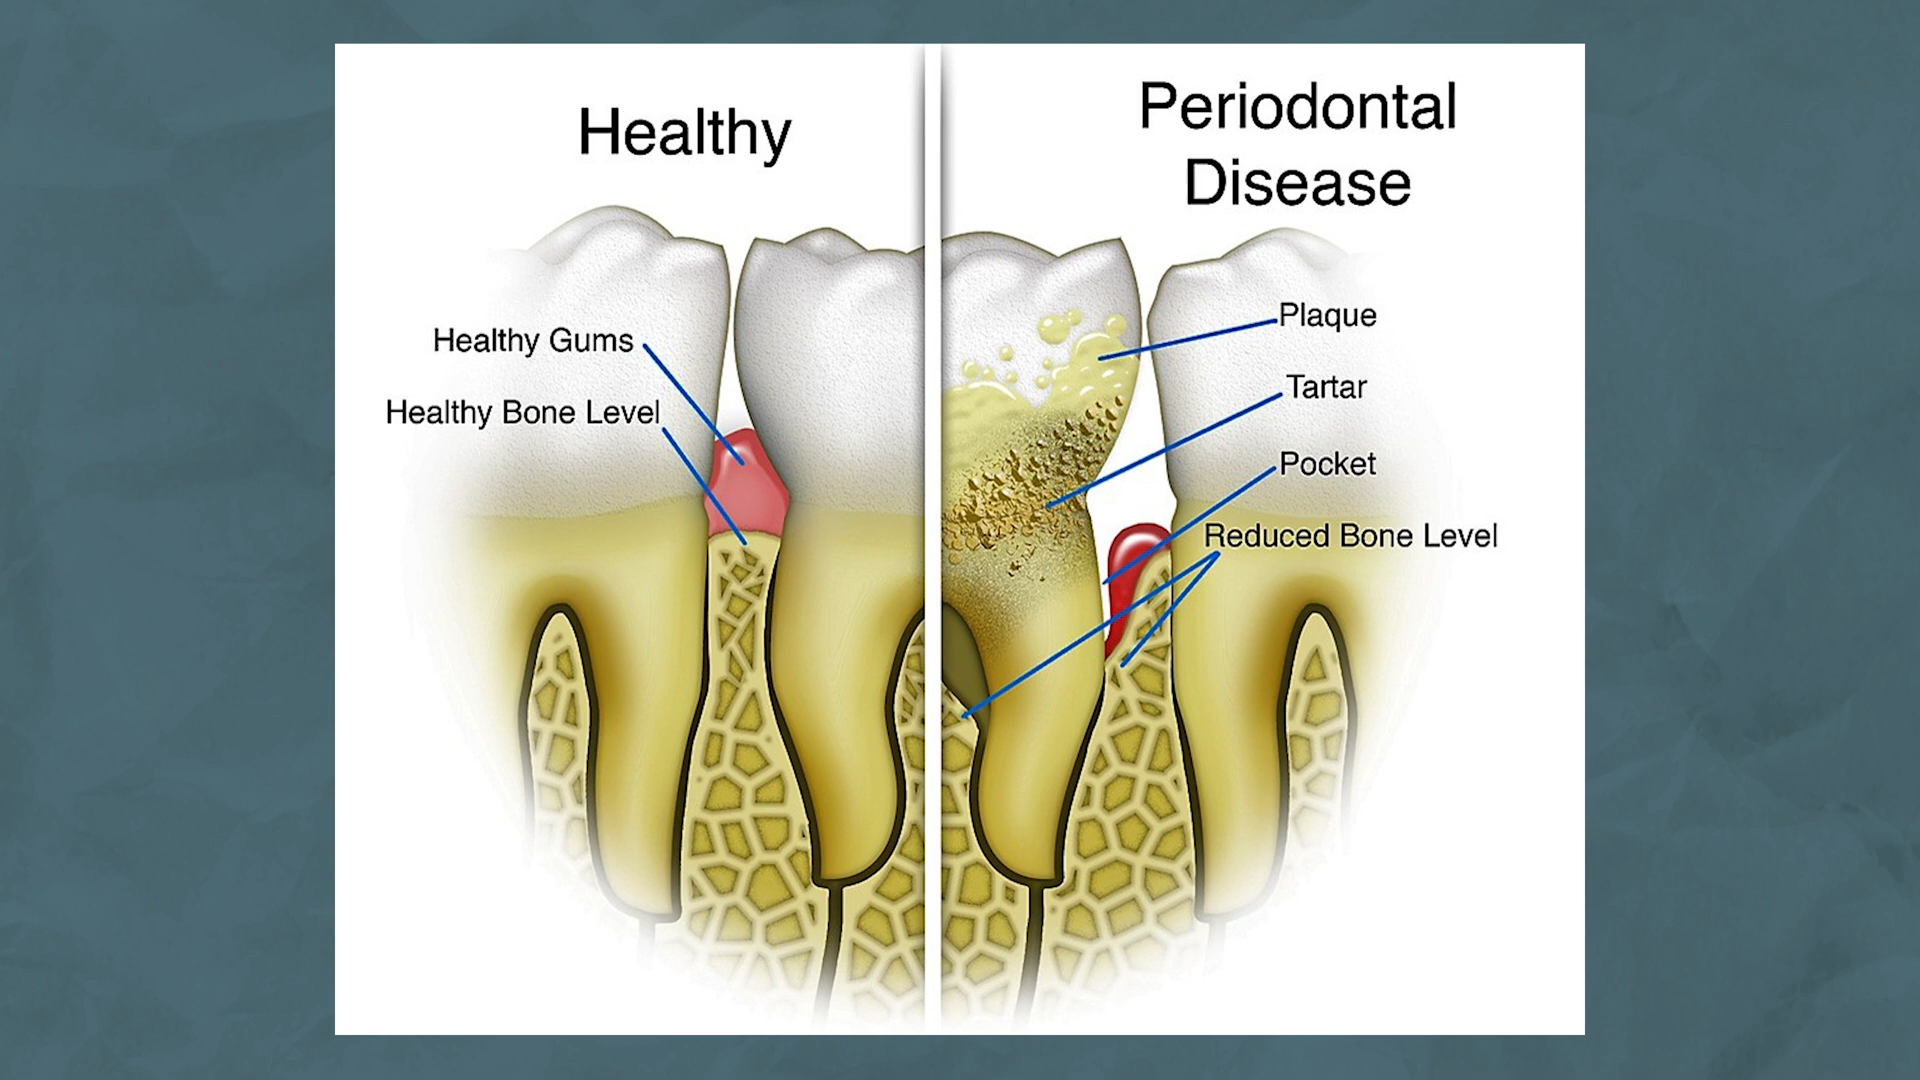 Healthy
Healthy Gums
Healthy Bone Level
Periodontal
Disease
Plaque
Tartar
Pocket
Reduced Bone Level